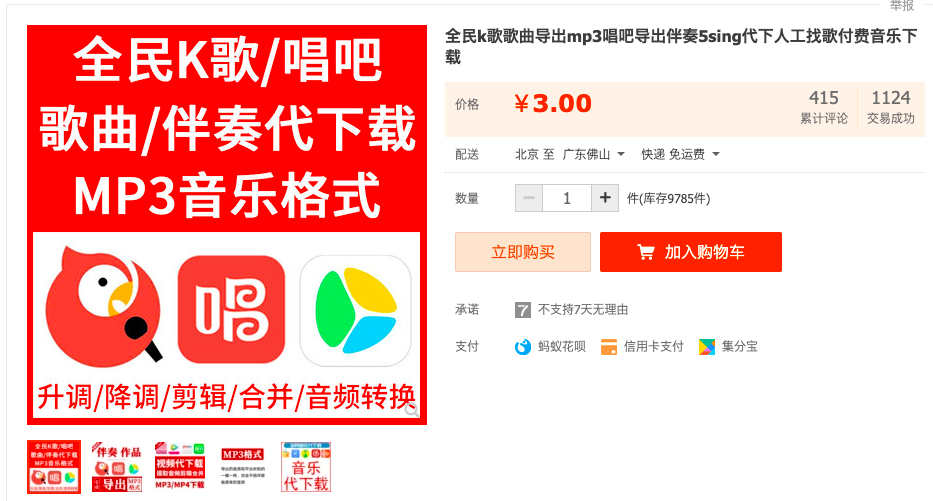 举报
全民K歌/唱吧
歌曲/伴奏代下载
MP3音乐格式
唱
升调/降调/剪辑/合并/音频转换
全民k歌歌曲导出mp3唱吧导出伴奏5sing代下人工找歌付费音乐下
载
价格 ¥3.00 415 累计评论 1124 交易成功
配送 北京 至 广东佛山 快递 免运费
数量 1 件(库存9785件)
立即购买 加入购物车
承诺 7 不支持7天无理由
支付 蚂蚁花呗 信用卡支付 集分宝
全民K歌/唱吧
歌曲/伴奏代下载
MP3音乐格式
伴奏 作品
导出 MP3
格式
视频代下载
提取音频剪辑合并
MP3/MP4下载
MP3格式
音乐
代下载